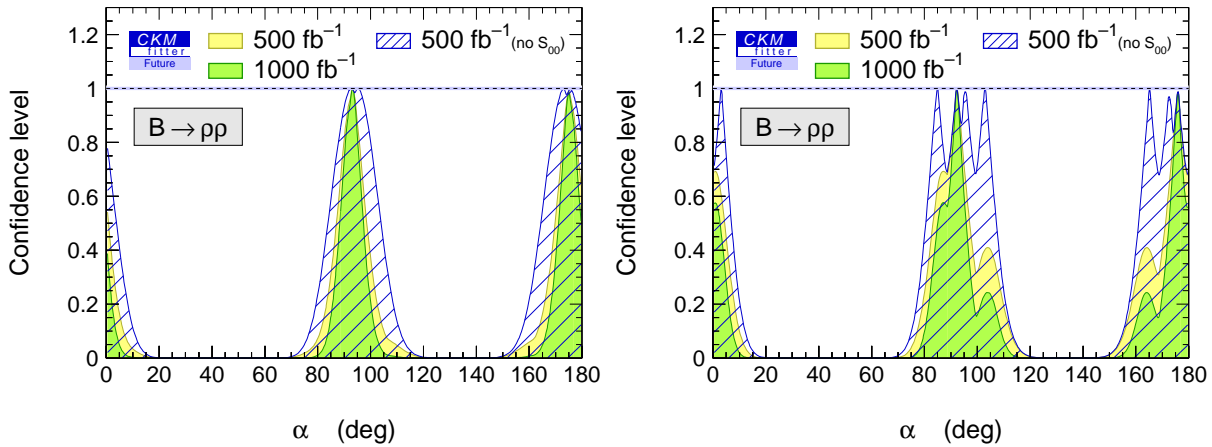 CKM
fitter
Future
500 fb⁻¹
500 fb⁻¹(no S₀₀)
1000 fb⁻¹
B → ρρ
Confidence level
1.2
1
0.8
0.6
0.4
0.2
0
0 20 40 60 80 100 120 140 160 180
α (deg)
CKM
fitter
Future
500 fb⁻¹
500 fb⁻¹(no S₀₀)
1000 fb⁻¹
B → ρρ
Confidence level
1.2
1
0.8
0.6
0.4
0.2
0
0 20 40 60 80 100 120 140 160 180
α (deg)